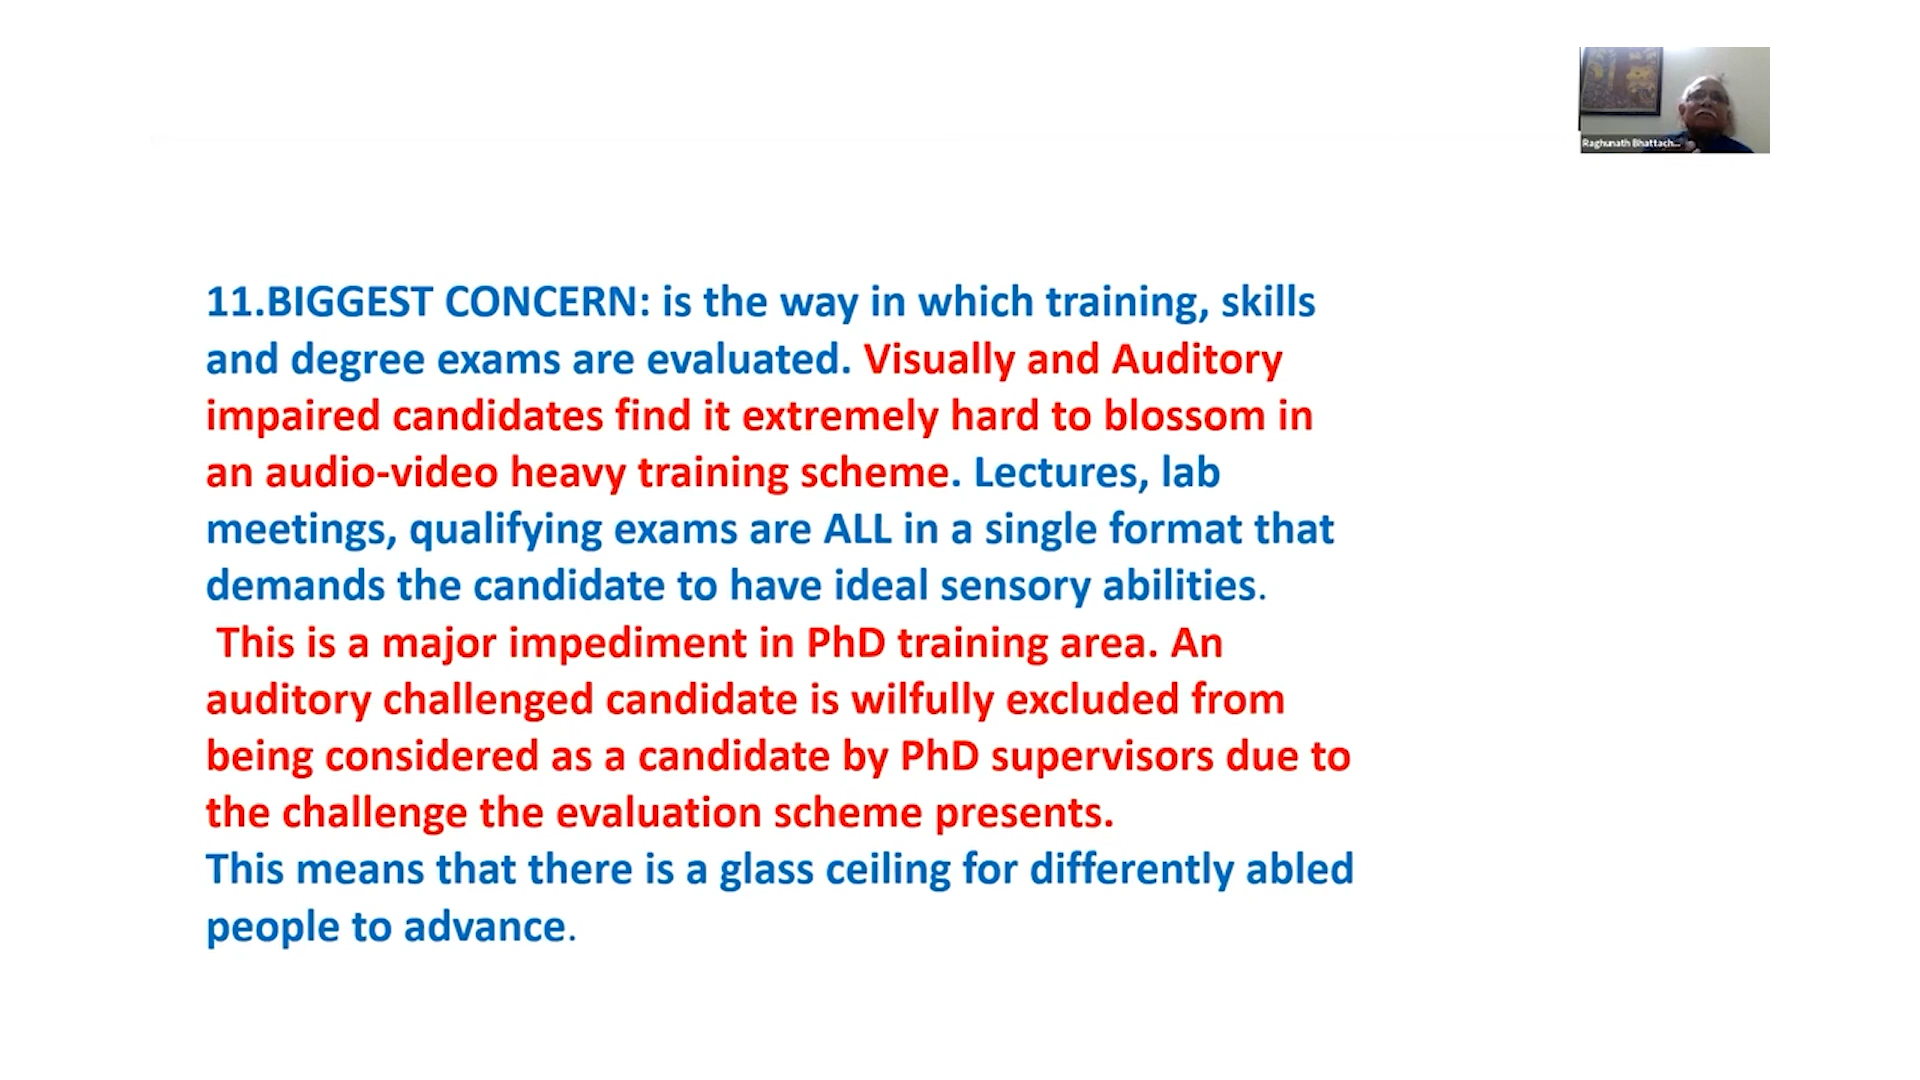 Raghunath Bhattach...
11.BIGGEST CONCERN: is the way in which training, skills
and degree exams are evaluated. Visually and Auditory
impaired candidates find it extremely hard to blossom in
an audio-video heavy training scheme. Lectures, lab
meetings, qualifying exams are ALL in a single format that
demands the candidate to have ideal sensory abilities.
This is a major impediment in PhD training area. An
auditory challenged candidate is wilfully excluded from
being considered as a candidate by PhD supervisors due to
the challenge the evaluation scheme presents.
This means that there is a glass ceiling for differently abled
people to advance.